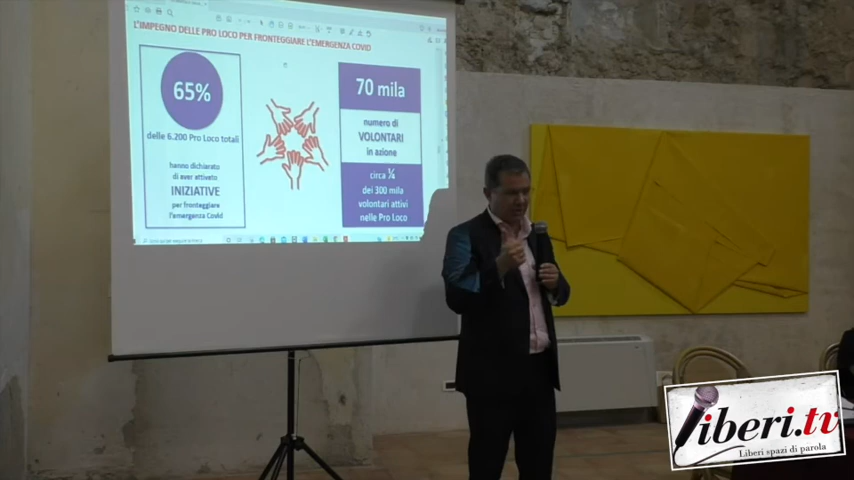 L'IMPEGNO DELLE PRO LOCO PER FRONTEGGIARE L'EMERGENZA COVID
65%
delle 6.200 Pro Loco totali
hanno dichiarato
di aver attivato
INIZIATIVE
per fronteggiare
l'emergenza Covid
70 mila
numero di
VOLONTARI
in azione
circa ¼
dei 300 mila
volontari attivi
nelle Pro Loco
liberi.tv
Liberi spazi di parola